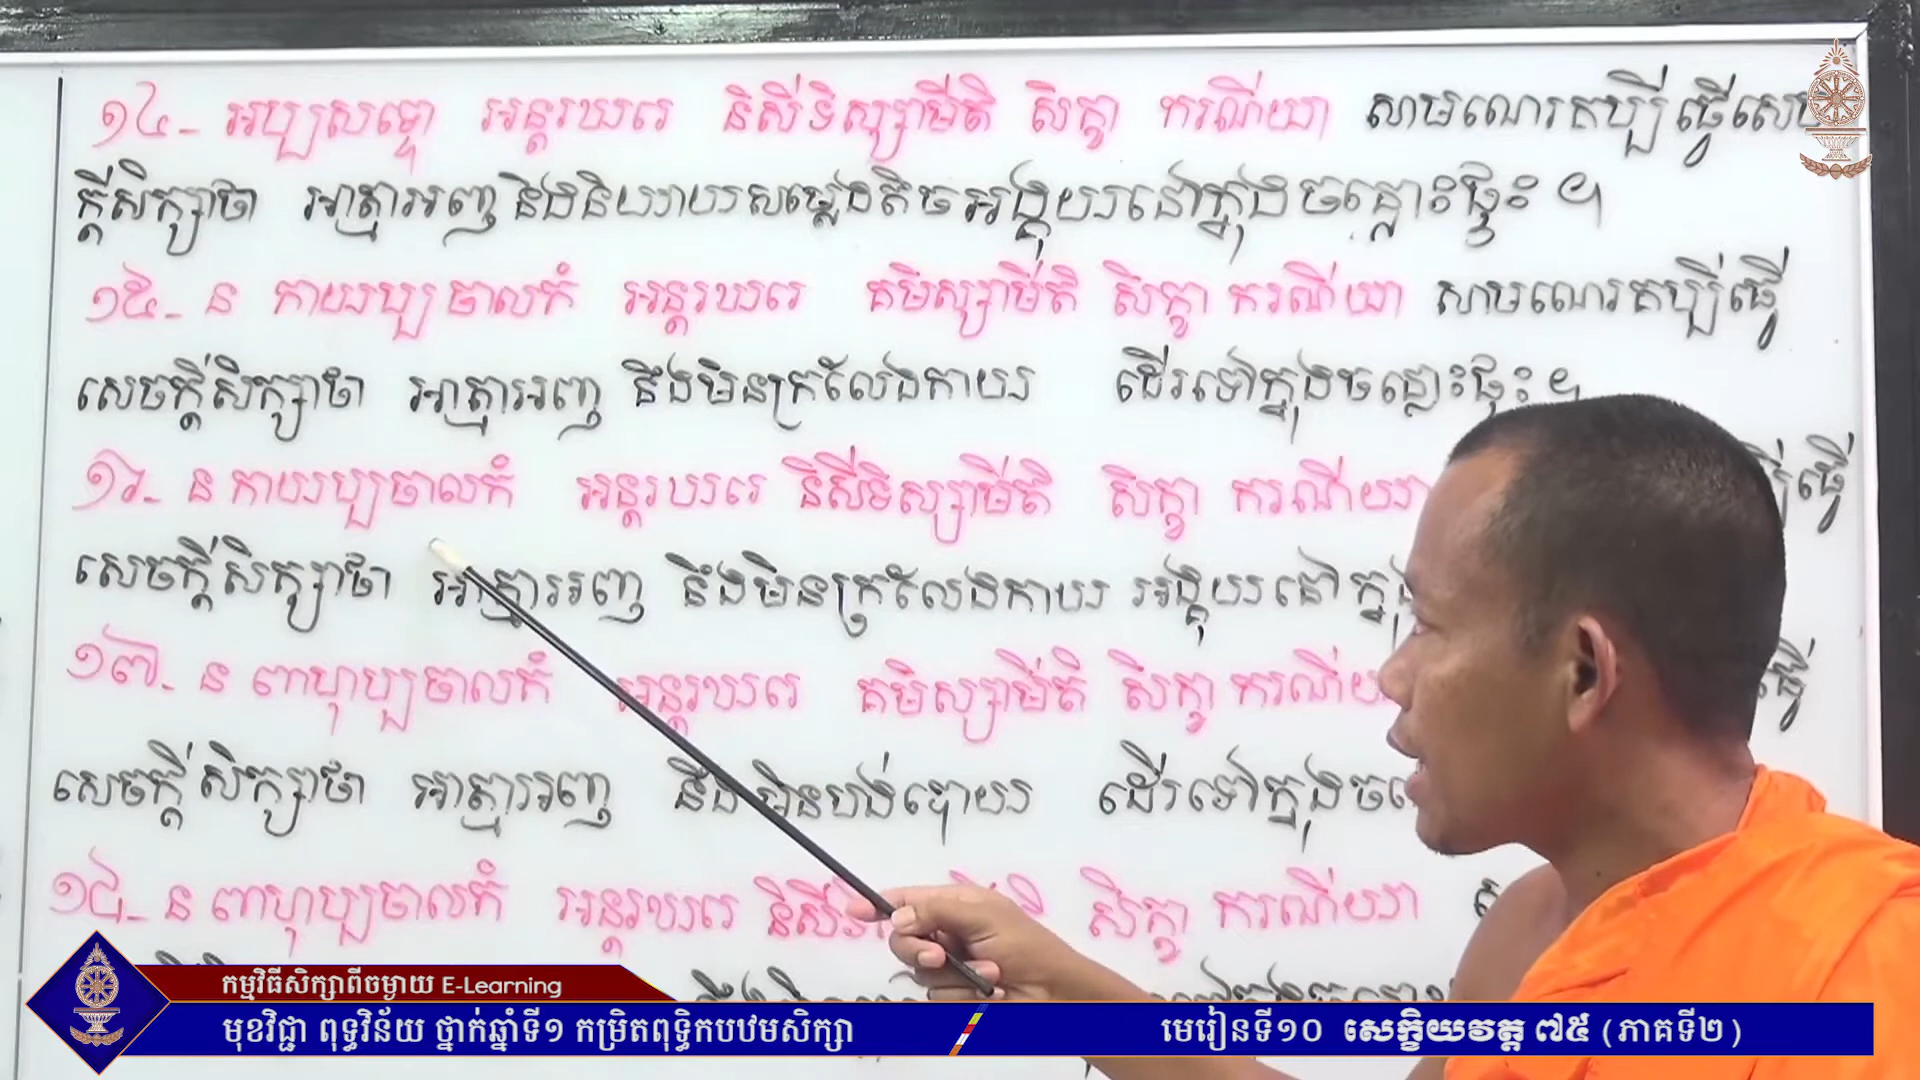 ១៤- អប្បសទ្ទោ អន្តរឃរេ និសីទិស្សាមីតិ សិក្ខា ករណីយា សាមណេរគប្បីធ្វើសេច
ក្តីសិក្សាថា អាត្មាអញ នឹងនិយាយសម្លេងតិចអង្គុយនៅក្នុងចន្លោះផ្ទះ ។
១៥- ន កាយប្បចាលកំ អន្តរឃរេ គមិស្សាមីតិ សិក្ខា ករណីយា សាមណេរគប្បីធ្វើ
សេចក្តីសិក្សាថា អាត្មាអញ នឹងមិនក្រលែងកាយ ដើរទៅក្នុងចន្លោះផ្ទះ ។
១៦- ន កាយប្បចាលកំ អន្តរឃរេ និសីទិស្សាមីតិ សិក្ខា ករណីយា ធ្វើ
សេចក្តីសិក្សាថា អាត្មាអញ នឹងមិនក្រលែងកាយ អង្គុយនៅក្នុង
១៧- ន ពាហុប្បចាលកំ អន្តរឃរេ គមិស្សាមីតិ សិក្ខា ករណីយា ធ្វើ
សេចក្តីសិក្សាថា អាត្មាអញ នឹងមិនបង់ប៉ោយ ដើរទៅក្នុង
១៨- ន ពាហុប្បចាលកំ អន្តរឃរេ សិក្ខា ករណីយា
កម្មវិធីសិក្សាពីចម្ងាយ E-Learning
មុខវិជ្ជា ពុទ្ធវិន័យ ថ្នាក់ឆ្នាំទី១ កម្រិតពុទ្ធិកបឋមសិក្សា មេរៀនទី១០ សេក្ខិយវត្ត ៧៥ (ភាគទី២)